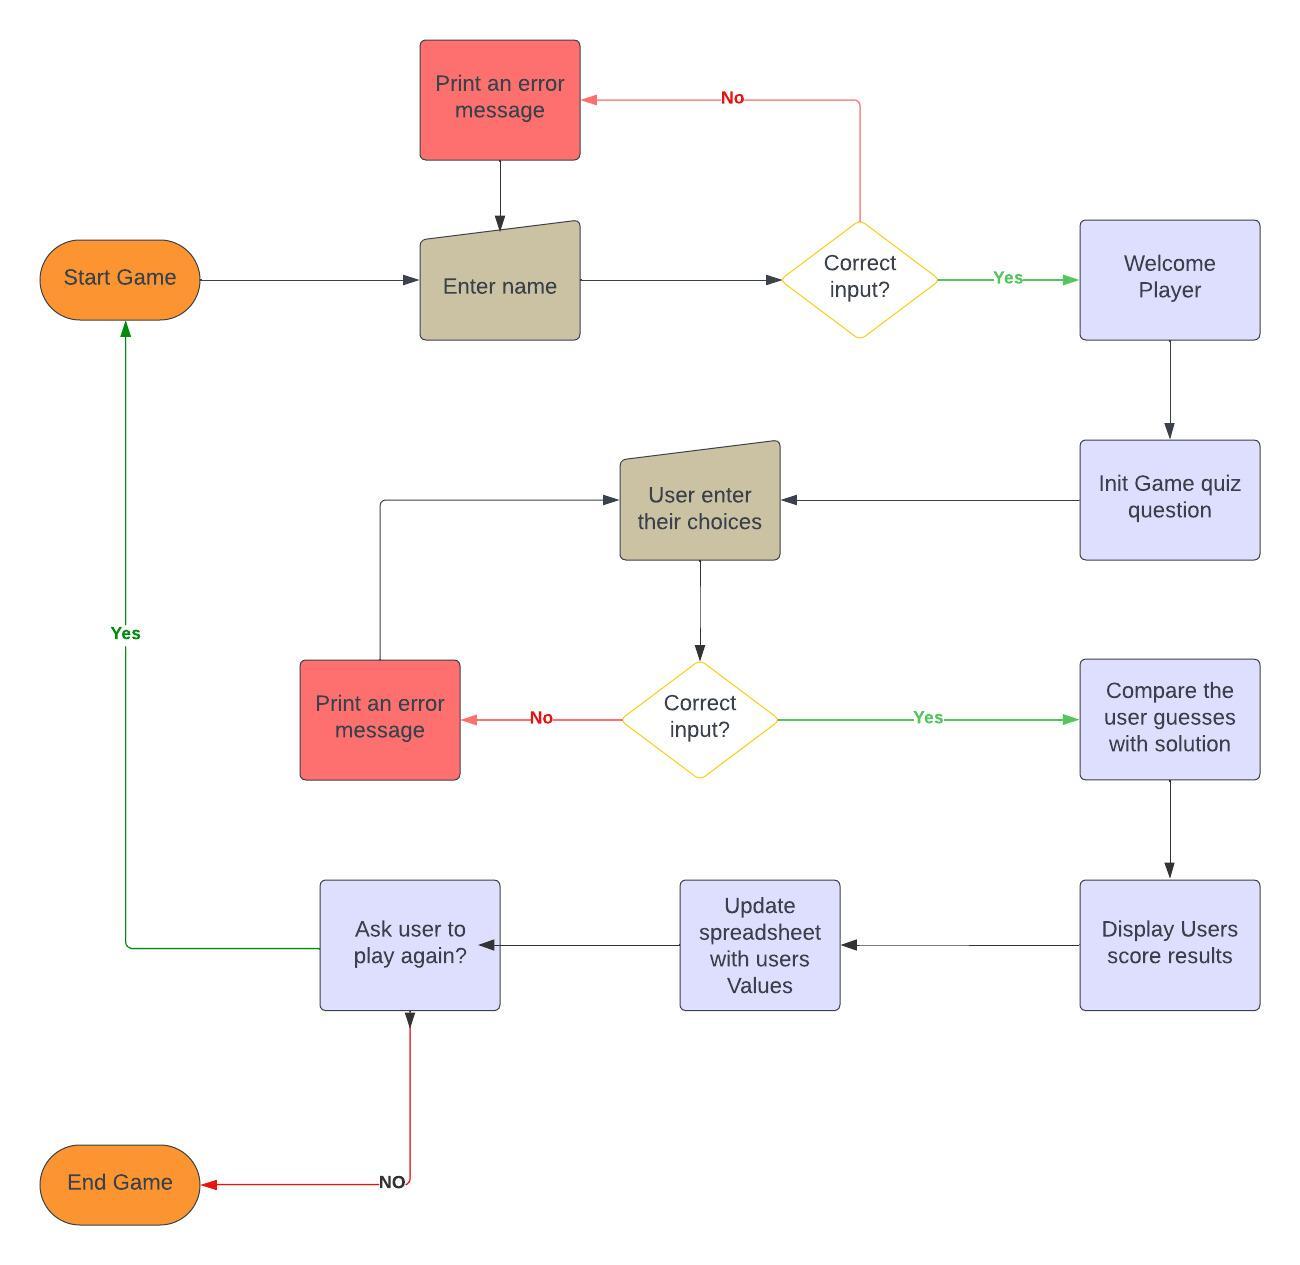 Print an error
message
No
Start Game
Enter name
Correct
input?
Yes
Welcome
Player
User enter
their choices
Init Game quiz
question
Yes
Print an error
message
No
Correct
input?
Yes
Compare the
user guesses
with solution
Ask user to
play again?
Update
spreadsheet
with users
Values
Display Users
score results
End Game
NO